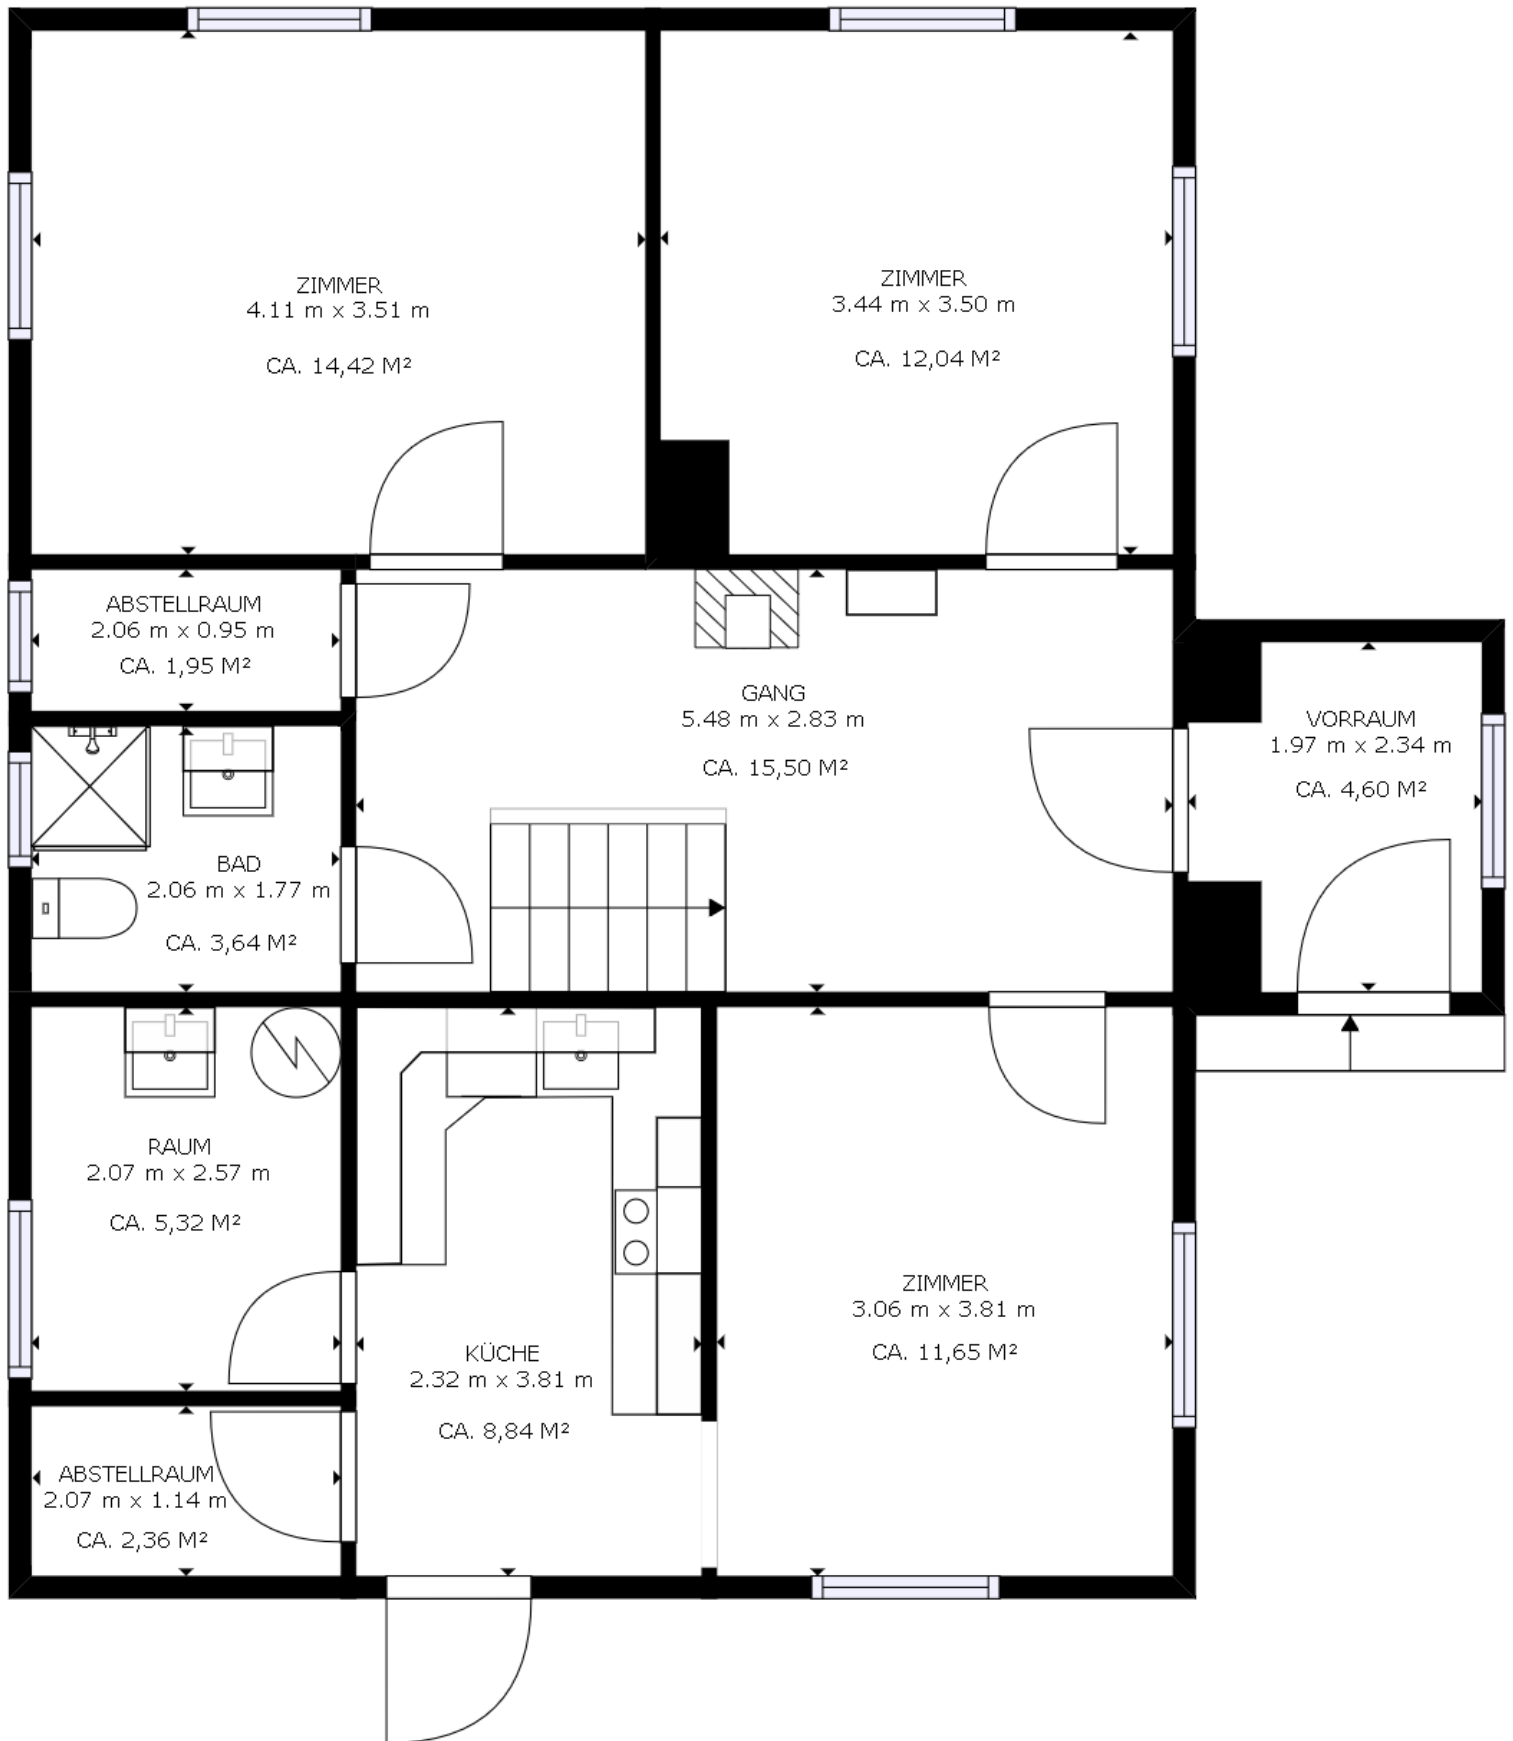 ZIMMER
4.11 m x 3.51 m
CA. 14,42 M²
ZIMMER
3.44 m x 3.50 m
CA. 12,04 M²
ABSTELLRAUM
2.06 m x 0.95 m
CA. 1,95 M²
GANG
5.48 m x 2.83 m
CA. 15,50 M²
VORRAUM
1.97 m x 2.34 m
CA. 4,60 M²
BAD
2.06 m x 1.77 m
CA. 3,64 M²
RAUM
2.07 m x 2.57 m
CA. 5,32 M²
KÜCHE
2.32 m x 3.81 m
CA. 8,84 M²
ZIMMER
3.06 m x 3.81 m
CA. 11,65 M²
ABSTELLRAUM
2.07 m x 1.14 m
CA. 2,36 M²